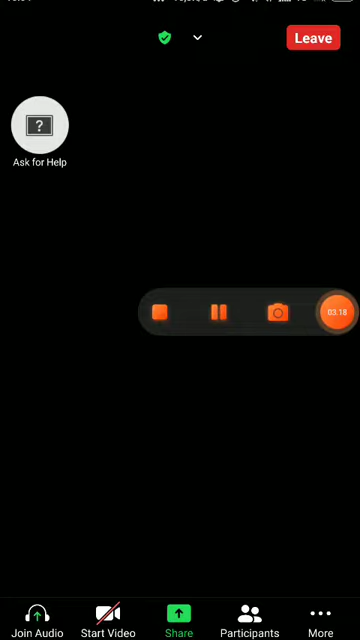 Leave
?
Ask for Help
03.18
Join Audio
Start Video
Share
Participants
More